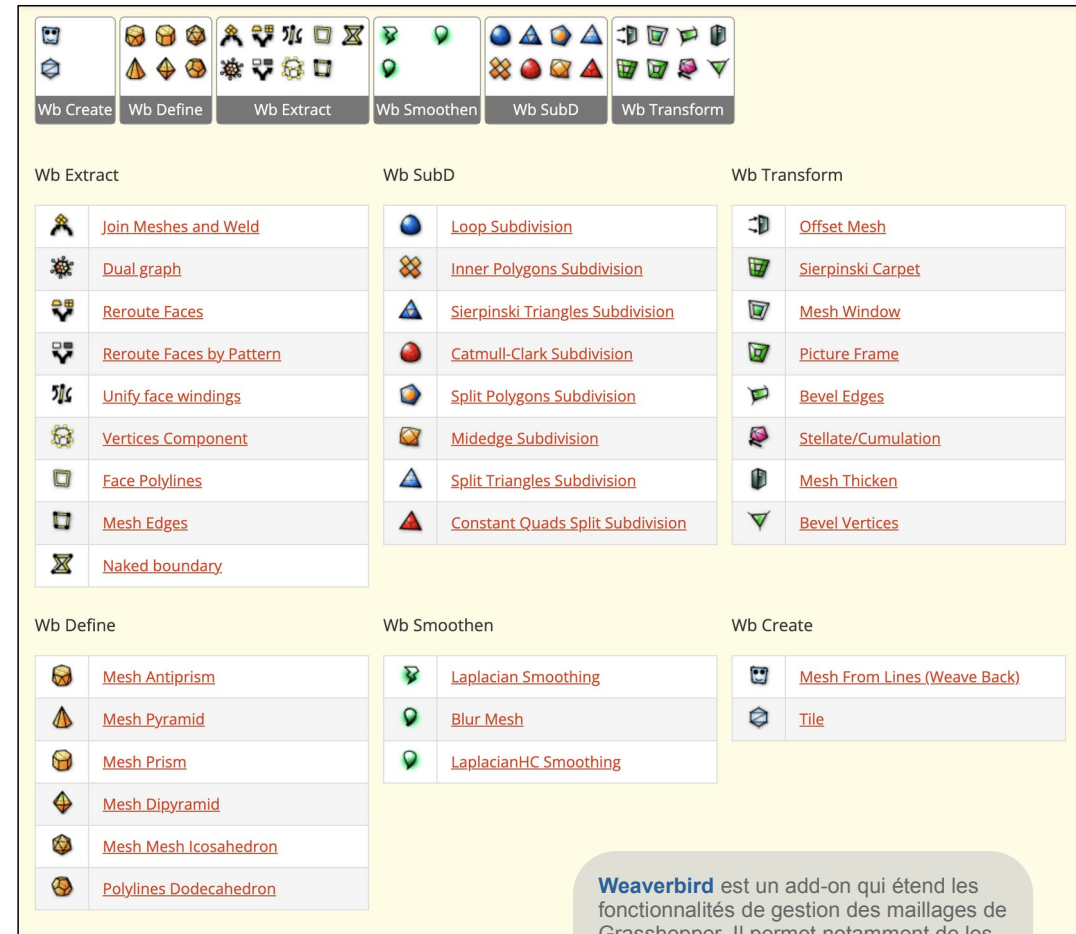 Wb Create
Wb Define
Wb Extract
Wb Smoothen
Wb SubD
Wb Transform
Wb Extract
Join Meshes and Weld
Dual graph
Reroute Faces
Reroute Faces by Pattern
Unify face windings
Vertices Component
Face Polylines
Mesh Edges
Naked boundary
Wb SubD
Loop Subdivision
Inner Polygons Subdivision
Sierpinski Triangles Subdivision
Catmull-Clark Subdivision
Split Polygons Subdivision
Midedge Subdivision
Split Triangles Subdivision
Constant Quads Split Subdivision
Wb Transform
Offset Mesh
Sierpinski Carpet
Mesh Window
Picture Frame
Bevel Edges
Stellate/Cumulation
Mesh Thicken
Bevel Vertices
Wb Define
Mesh Antiprism
Mesh Pyramid
Mesh Prism
Mesh Dipyramid
Mesh Mesh Icosahedron
Polylines Dodecahedron
Wb Smoothen
Laplacian Smoothing
Blur Mesh
LaplacianHC Smoothing
Wb Create
Mesh From Lines (Weave Back)
Tile
Weaverbird est un add-on qui étend les
fonctionnalités de gestion des maillages de
Grasshopper. Il permet notamment de les